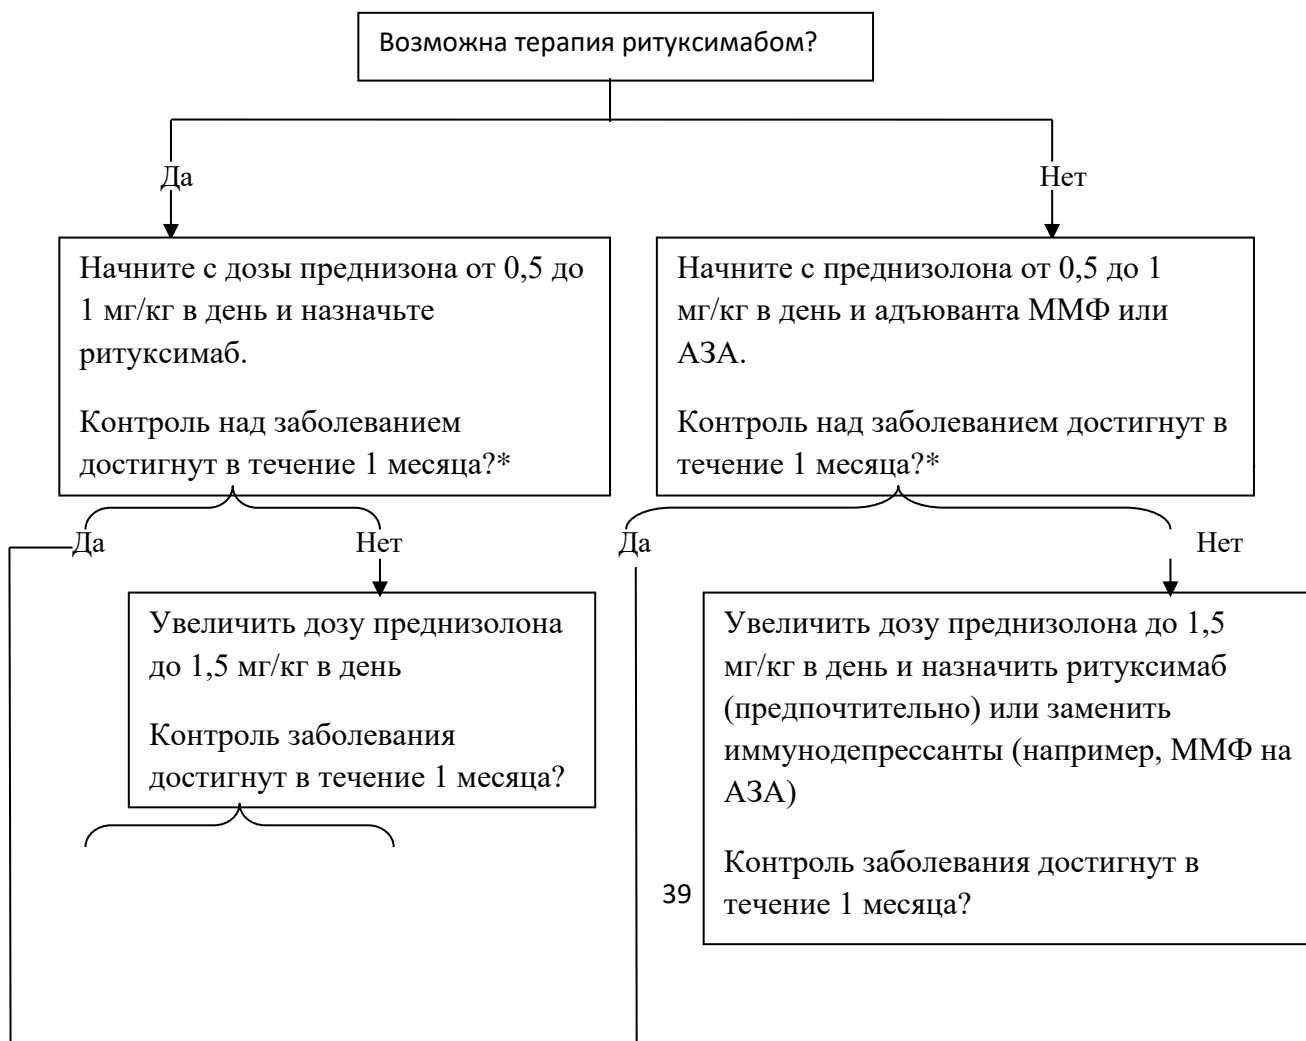 Возможна терапия ритуксимабом?
Да
Нет
Начните с дозы преднизона от 0,5 до
1 мг/кг в день и назначьте
ритуксимаб.
Контроль над заболеванием
достигнут в течение 1 месяца?*
Начните с преднизолона от 0,5 до 1
мг/кг в день и адъюванта ММФ или
АЗА.
Контроль над заболеванием достигнут в
течение 1 месяца?*
Да
Нет
Да
Нет
Увеличить дозу преднизолона
до 1,5 мг/кг в день
Контроль заболевания
достигнут в течение 1 месяца?
Увеличить дозу преднизолона до 1,5
мг/кг в день и назначить ритуксимаб
(предпочтительно) или заменить
иммунодепрессанты (например, ММФ на
АЗА)
Контроль заболевания достигнут в
течение 1 месяца?
39